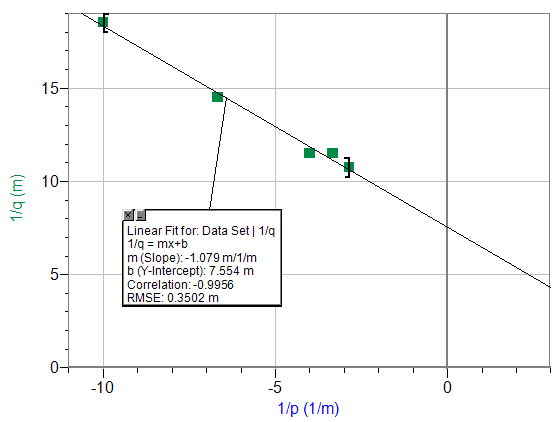 15
10
5
0
1/q (m)
Linear Fit for: Data Set | 1/q
1/q = mx+b
m (Slope): -1.079 m/1/m
b (Y-Intercept): 7.554 m
Correlation: -0.9956
RMSE: 0.3502 m
-10 -5 0
1/p (1/m)